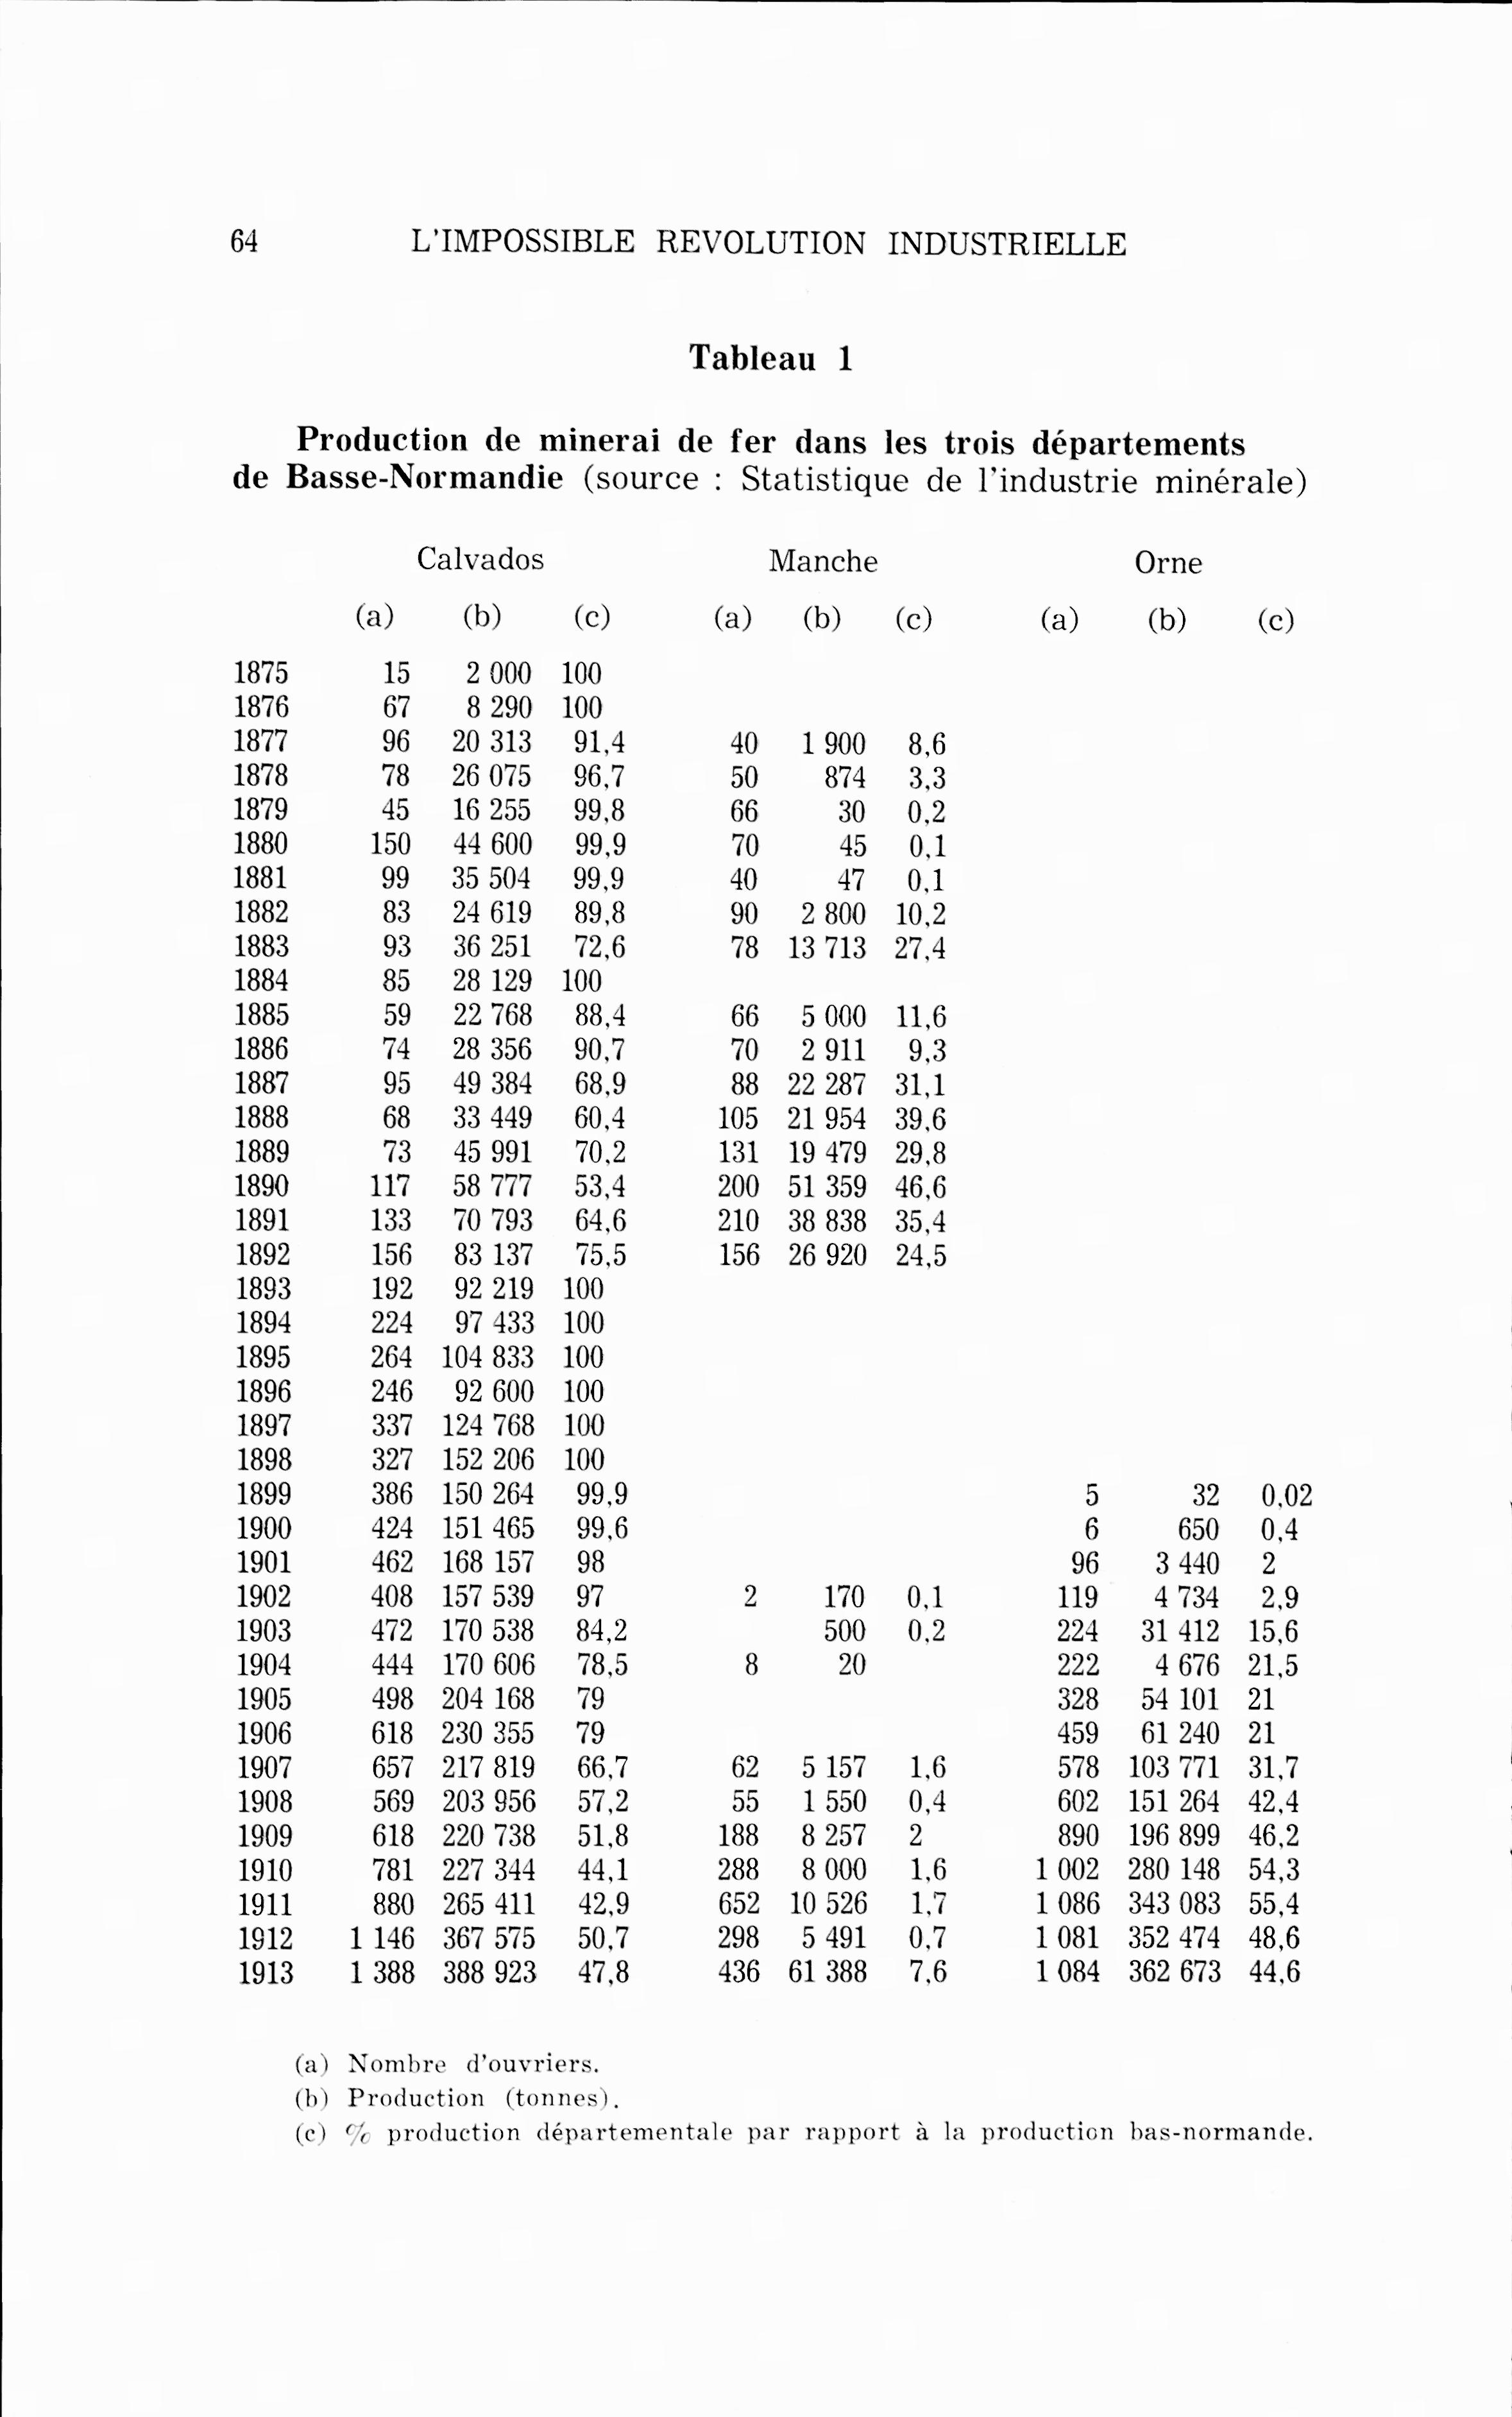 64 L'IMPOSSIBLE REVOLUTION INDUSTRIELLE
Tableau 1
Production de minerai de fer dans les trois départements
de Basse-Normandie (source : Statistique de l'industrie minérale)
Calvados Manche Orne
(a) (b) (c) (a) (b) (c) (a) (b) (c)
1875 15 2 000 100
1876 67 8 290 100
1877 96 20 313 91,4 40 1 900 8,6
1878 78 26 075 96,7 50 874 3,3
1879 45 16 255 99,8 66 30 0,2
1880 150 44 600 99,9 70 45 0,1
1881 99 35 504 99,9 40 47 0,1
1882 83 24 619 89,8 90 2 800 10,2
1883 93 36 251 72,6 78 13 713 27,4
1884 85 28 129 100
1885 59 22 768 88,4 66 5 000 11,6
1886 74 28 356 90,7 70 2 911 9,3
1887 95 49 384 68,9 88 22 287 31,1
1888 68 33 449 60,4 105 21 954 39,6
1889 73 45 991 70,2 131 19 479 29,8
1890 117 58 777 53,4 200 51 359 46,6
1891 133 70 793 64,6 210 38 838 35,4
1892 156 83 137 75,5 156 26 920 24,5
1893 192 92 219 100
1894 224 97 433 100
1895 264 104 833 100
1896 246 92 600 100
1897 337 124 768 100
1898 327 152 206 100
1899 386 150 264 99,9 5 32 0,02
1900 424 151 465 99,6 6 650 0,4
1901 462 168 157 98 96 3 440 2
1902 408 157 539 97 2 170 0,1 119 4 734 2,9
1903 472 170 538 84,2 500 0,2 224 31 412 15,6
1904 444 170 606 78,5 8 20 222 4 676 21,5
1905 498 204 168 79 328 54 101 21
1906 618 230 355 79 459 61 240 21
1907 657 217 819 66,7 62 5 157 1,6 578 103 771 31,7
1908 569 203 956 57,2 55 1 550 0,4 602 151 264 42,4
1909 618 220 738 51,8 188 8 257 2 890 196 899 46,2
1910 781 227 344 44,1 288 8 000 1,6 1 002 280 148 54,3
1911 880 265 411 42,9 652 10 526 1,7 1 086 343 083 55,4
1912 1 146 367 575 50,7 298 5 491 0,7 1 081 352 474 48,6
1913 1 388 388 923 47,8 436 61 388 7,6 1 084 362 673 44,6
(a) Nombre d'ouvriers.
(b) Production (tonnes).
(c) % production départementale par rapport à la production bas-normande.